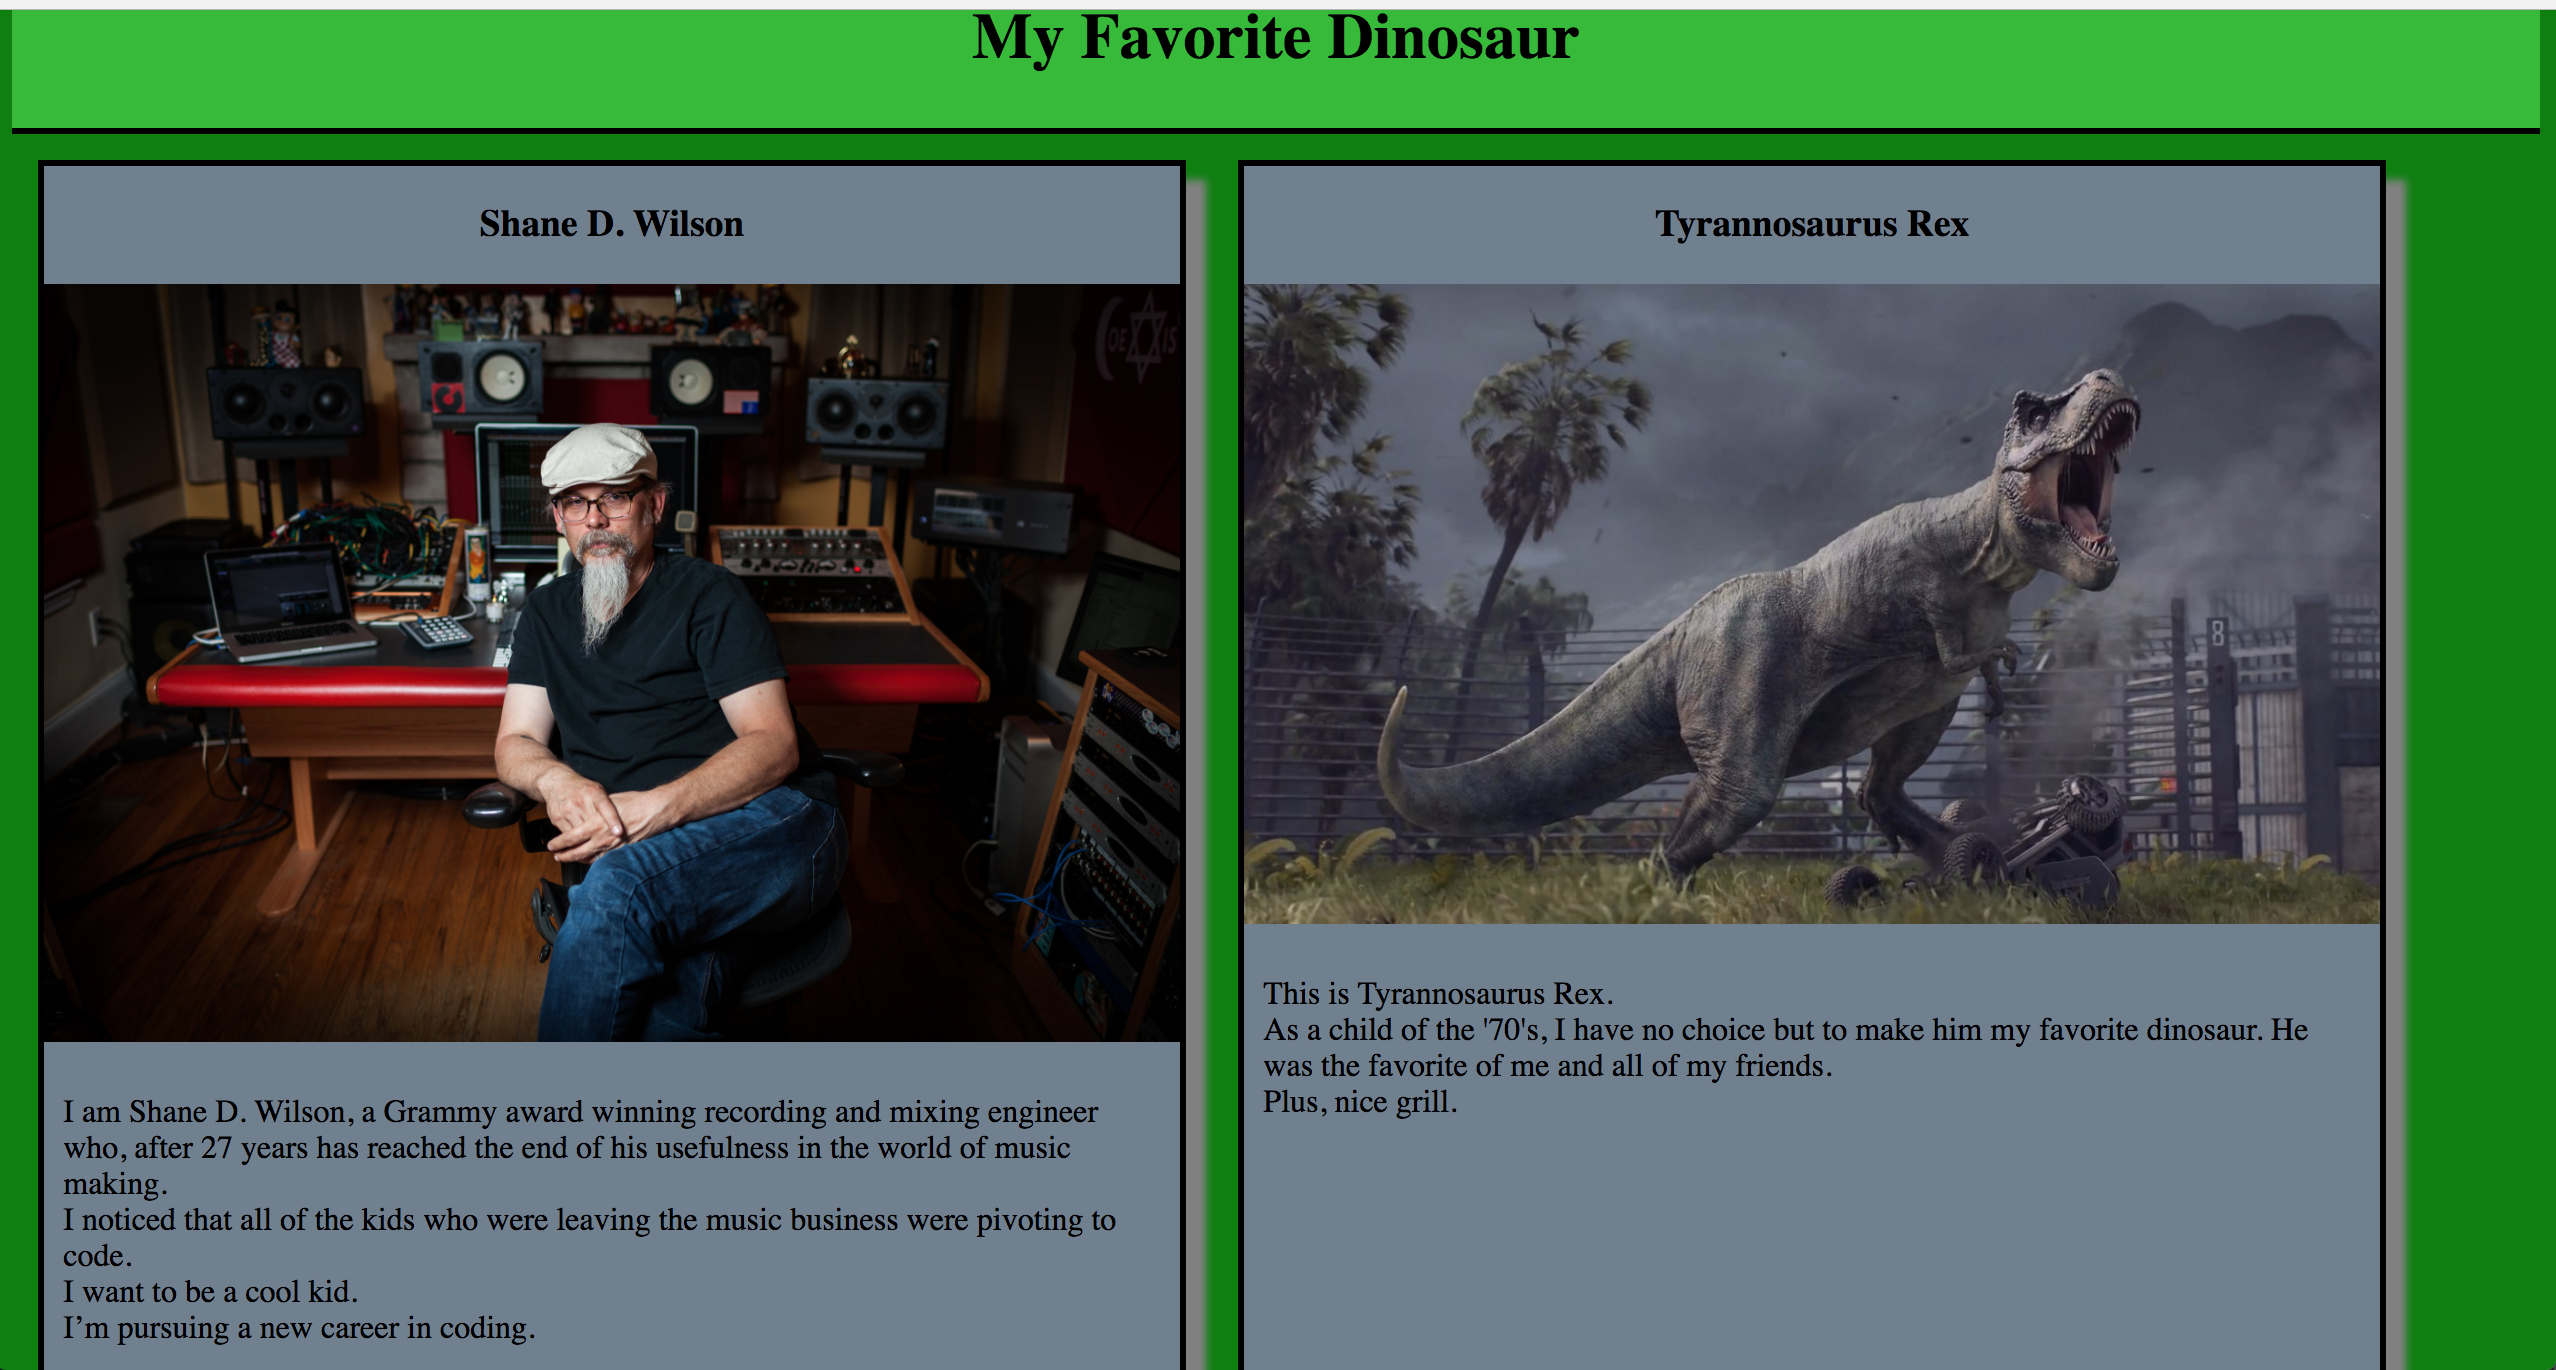 My Favorite Dinosaur
Shane D. Wilson
OE✡IS
I am Shane D. Wilson, a Grammy award winning recording and mixing engineer
who, after 27 years has reached the end of his usefulness in the world of music
making.
I noticed that all of the kids who were leaving the music business were pivoting to
code.
I want to be a cool kid.
I’m pursuing a new career in coding.
Tyrannosaurus Rex
8
This is Tyrannosaurus Rex.
As a child of the '70's, I have no choice but to make him my favorite dinosaur. He
was the favorite of me and all of my friends.
Plus, nice grill.